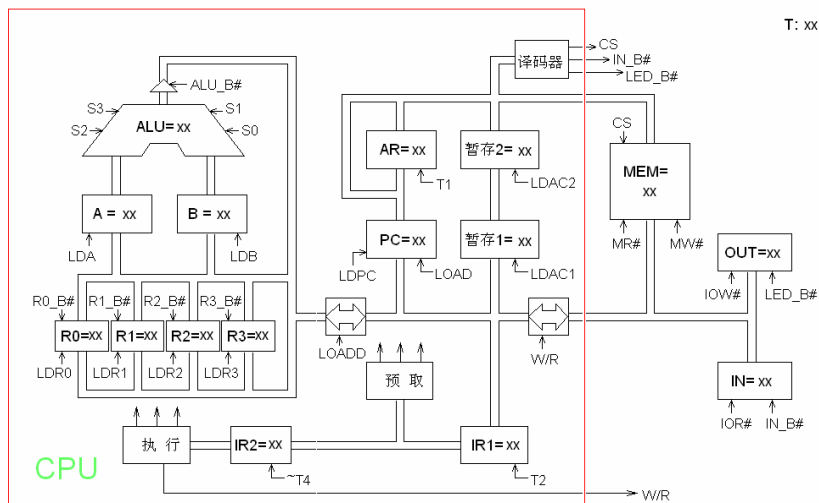 T: xx
译码器
CS
IN_B#
LED_B#
ALU_B#
S3
S1
S2
ALU=xx
S0
CS
AR=xx
暂存2= xx
MEM=
xx
T1
LDAC2
A = xx
B = xx
MR#
MW#
LDA
LDB
PC=xx
暂存1= xx
OUT=xx
LDPC
LOAD
LDAC1
IOW#
LED_B#
R0_B#
R1_B#
R2_B#
R3_B#
R0=xx
R1=xx
R2=xx
R3=xx
LDR0
LDR1
LDR2
LDR3
LOADD
W/R
预 取
IN= xx
IOR#
IN_B#
执 行
IR2=xx
IR1=xx
CPU
~T4
T2
W/R